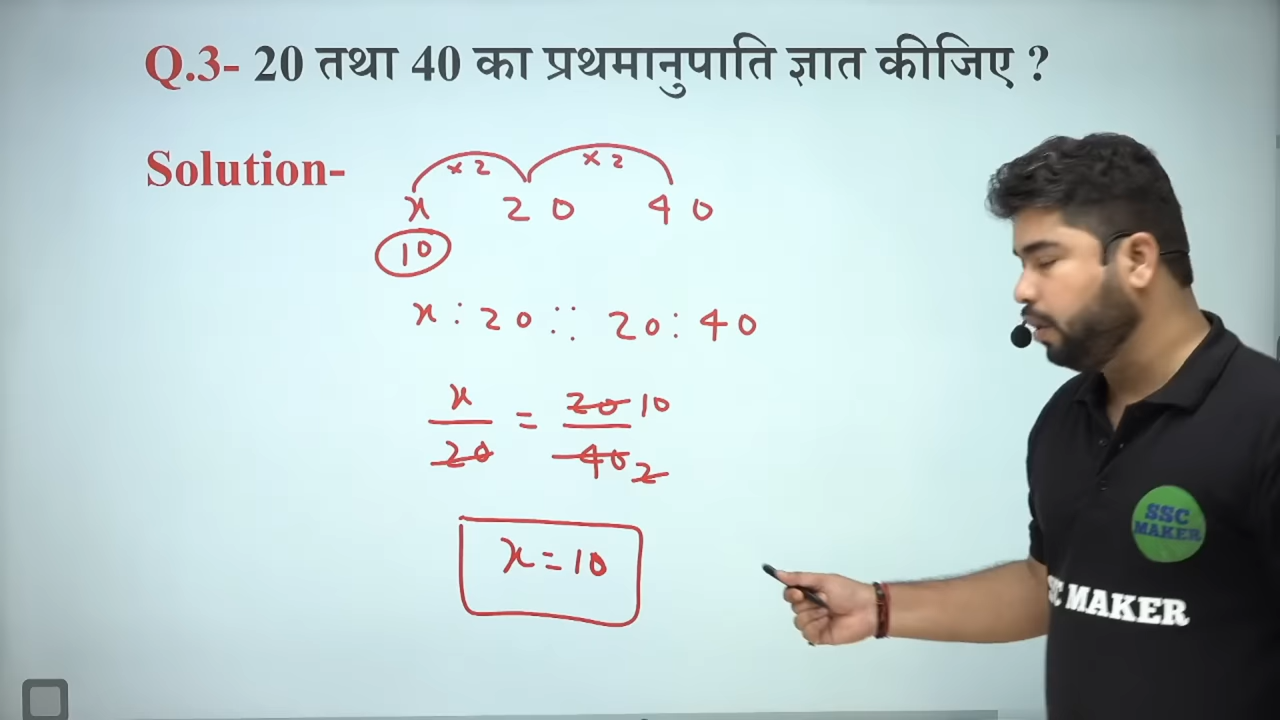 Q.3- 20 तथा 40 का प्रथमानुपाति ज्ञात कीजिए ?
Solution-
×2 ×2
x 20 40
10
x : 20 :: 20 : 40
x/20 = 20/40 10 2
x = 10
SSC MAKER
SC MAKER